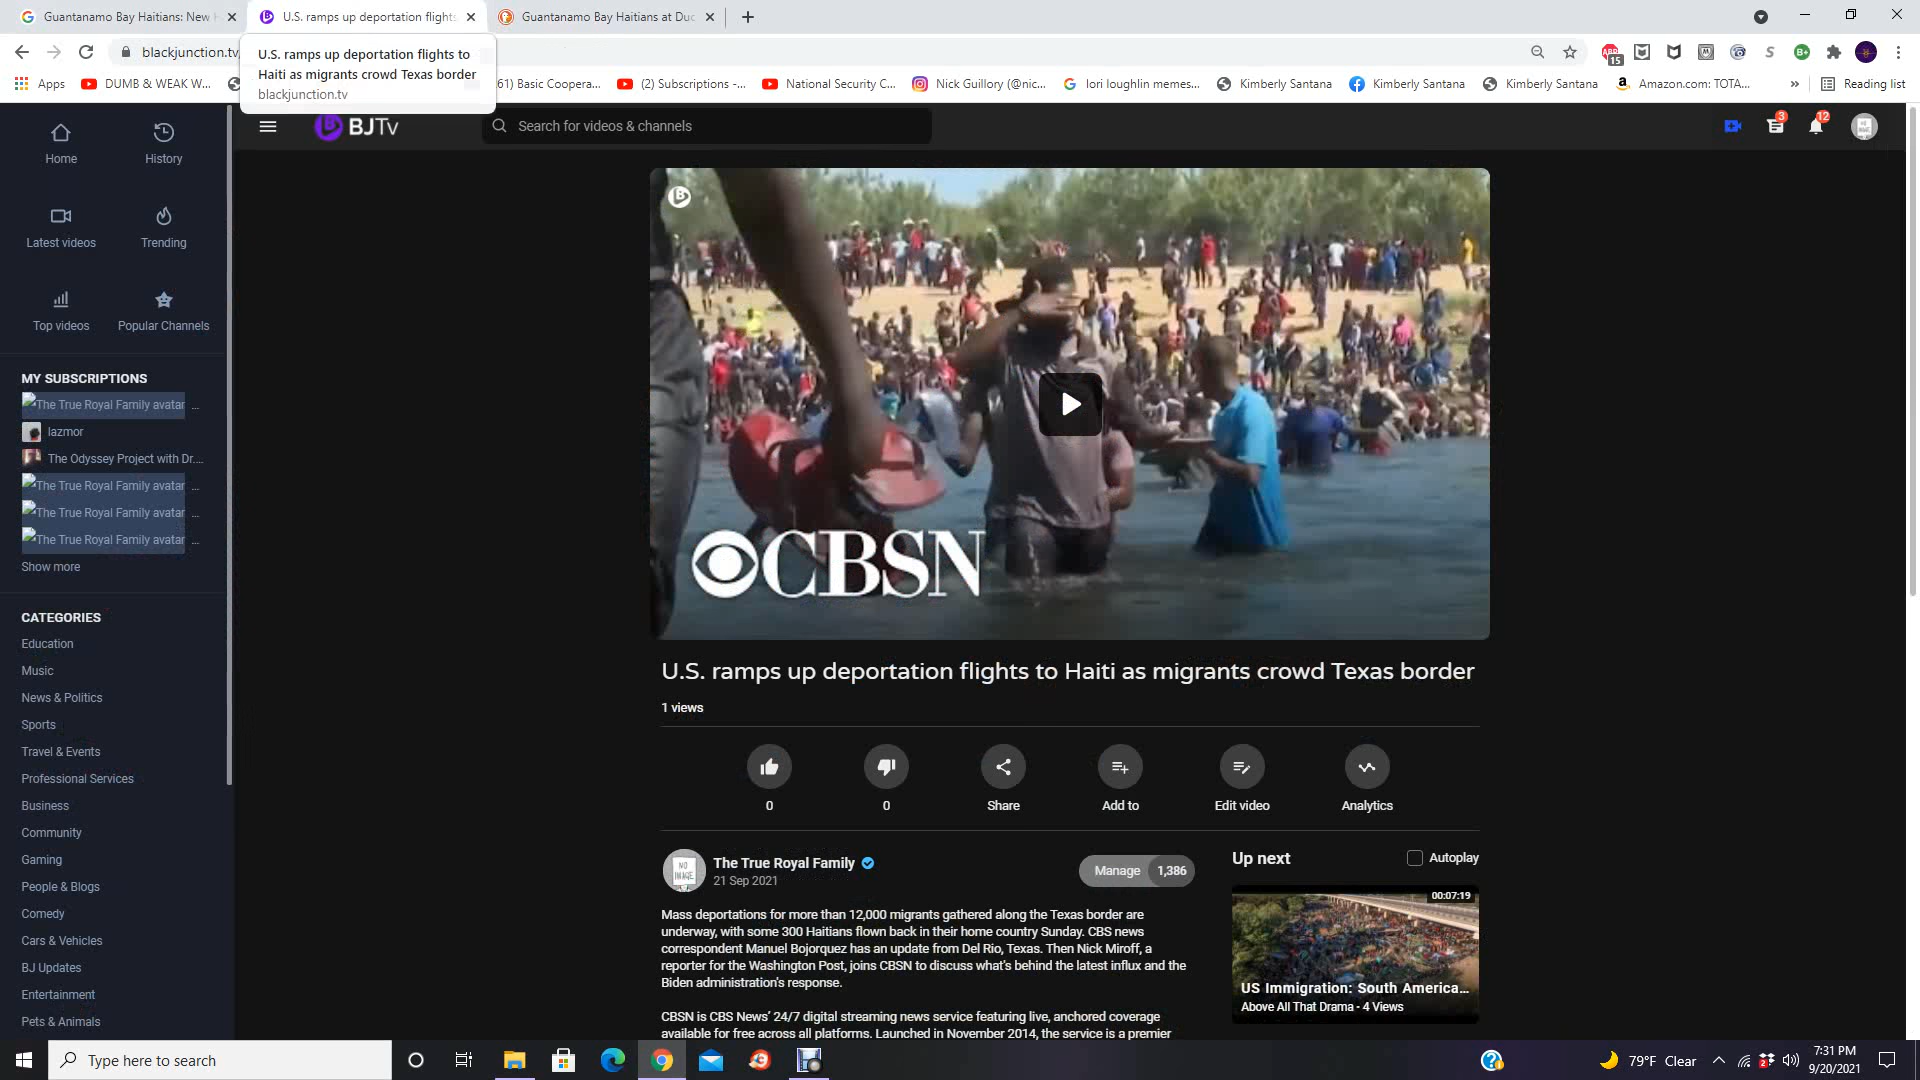 Guantanamo Bay Haitians: New H
U.S. ramps up deportation flights
Guantanamo Bay Haitians at Duc
blackjunction.tv
U.S. ramps up deportation flights to
Haiti as migrants crowd Texas border
blackjunction.tv
15
Apps
DUMB & WEAK W...
61) Basic Coopera...
(2) Subscriptions -...
National Security C...
Nick Guillory (@nic...
lori loughlin memes...
Kimberly Santana
Kimberly Santana
Kimberly Santana
Amazon.com: TOTA...
»
Reading list
BJTv
Search for videos & channels
3
12
Home
History
Latest videos
Trending
Top videos
Popular Channels
MY SUBSCRIPTIONS
The True Royal Family avatar ...
lazmor
The Odyssey Project with Dr....
The True Royal Family avatar ...
The True Royal Family avatar ...
The True Royal Family avatar ...
Show more
CATEGORIES
Education
Music
News & Politics
Sports
Travel & Events
Professional Services
Business
Community
Gaming
People & Blogs
Comedy
Cars & Vehicles
BJ Updates
Entertainment
Pets & Animals
CBSN
U.S. ramps up deportation flights to Haiti as migrants crowd Texas border
1 views
0
0
Share
Add to
Edit video
Analytics
NO IMAGE
The True Royal Family
21 Sep 2021
Manage 1,386
Mass deportations for more than 12,000 migrants gathered along the Texas border are
underway, with some 300 Haitians flown back in their home country Sunday. CBS news
correspondent Manuel Bojorquez has an update from Del Rio, Texas. Then Nick Miroff, a
reporter for the Washington Post, joins CBSN to discuss what's behind the latest influx and the
Biden administration's response.
CBSN is CBS News' 24/7 digital streaming news service featuring live, anchored coverage
available for free across all platforms. Launched in November 2014, the service is a premier
Up next
Autoplay
00:07:19
US Immigration: South America...
Above All That Drama - 4 Views
Type here to search
79°F Clear
7:31 PM
9/20/2021